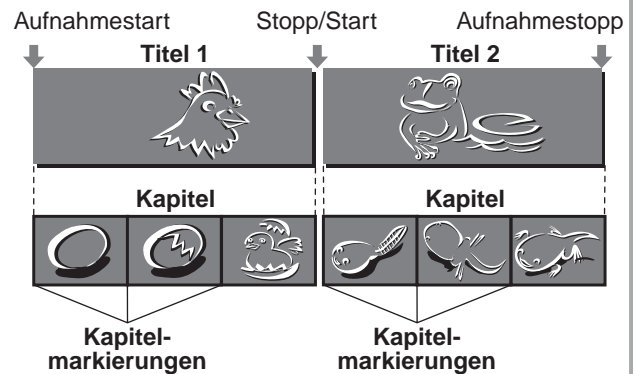 Aufnahmestart Stopp/Start Aufnahmestopp
Titel 1 Titel 2
Kapitel Kapitel
Kapitel- Kapitel-
markierungen markierungen